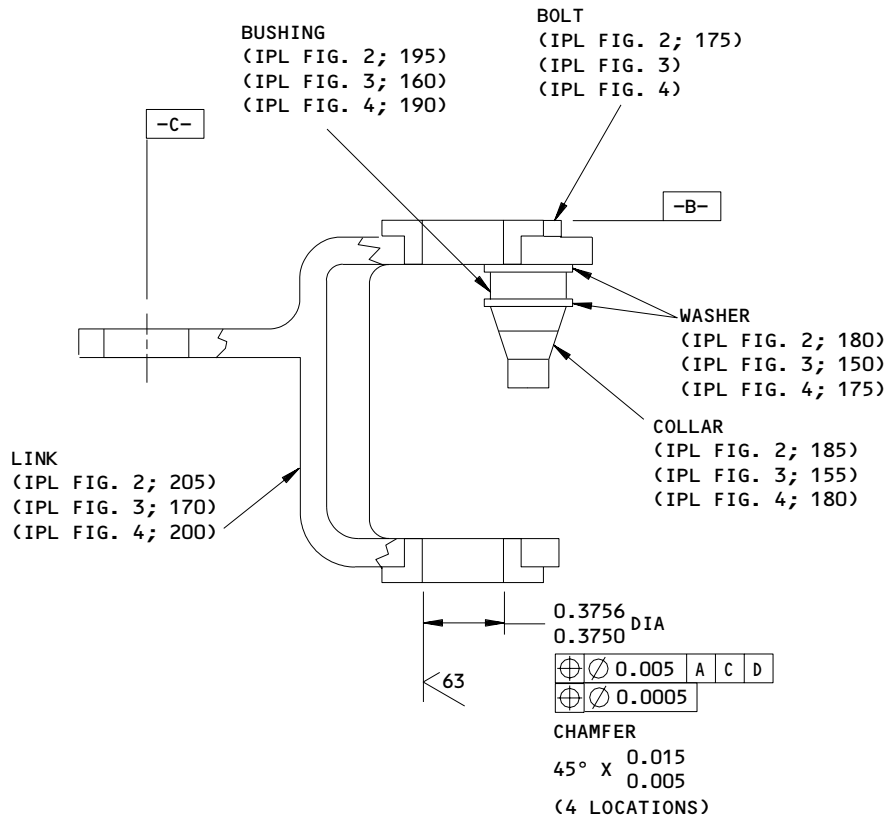 BUSHING
(IPL FIG. 2; 195)
(IPL FIG. 3; 160)
(IPL FIG. 4; 190)
BOLT
(IPL FIG. 2; 175)
(IPL FIG. 3)
(IPL FIG. 4)
-C-
-B-
WASHER
(IPL FIG. 2; 180)
(IPL FIG. 3; 150)
(IPL FIG. 4; 175)
COLLAR
(IPL FIG. 2; 185)
(IPL FIG. 3; 155)
(IPL FIG. 4; 180)
LINK
(IPL FIG. 2; 205)
(IPL FIG. 3; 170)
(IPL FIG. 4; 200)
0.3756
0.3750 DIA
63
⌖ ⌀ 0.005 A C D
⌖ ⌀ 0.0005
CHAMFER
45° X 0.015
0.005
(4 LOCATIONS)